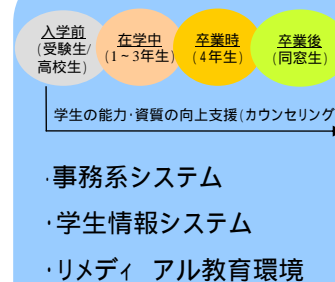 入学前
(受験生/
高校生)
在学中
(1~3年生)
卒業時
(4年生)
卒業後
(同窓生)
学生の能力・資質の向上支援(カウンセリング
・事務系システム
・学生情報システム
・リメディ アル教育環境